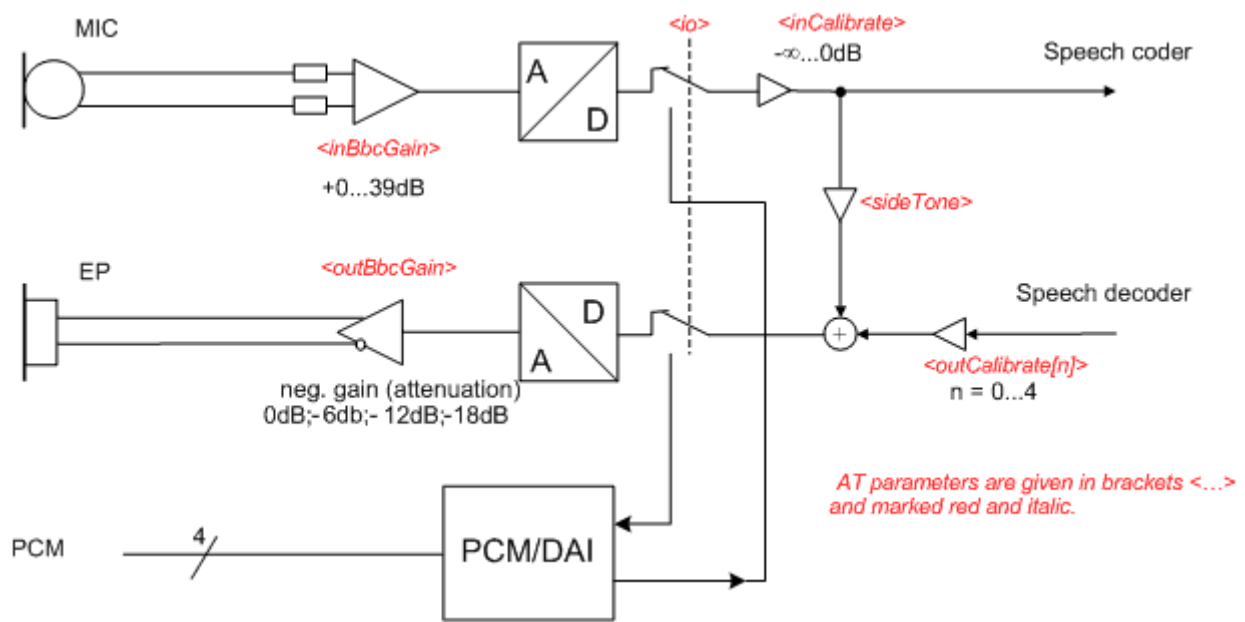 MIC
<io>
<inCalibrate>
-∞...0dB
Speech coder
A
D
<inBbcGain>
+0...39dB
<sideTone>
EP
<outBbcGain>
D
A
Speech decoder
+
<outCalibrate[n]>
n = 0...4
neg. gain (attenuation)
0dB;-6db;- 12dB;-18dB
AT parameters are given in brackets <...>
and marked red and italic.
PCM
4
PCM/DAI